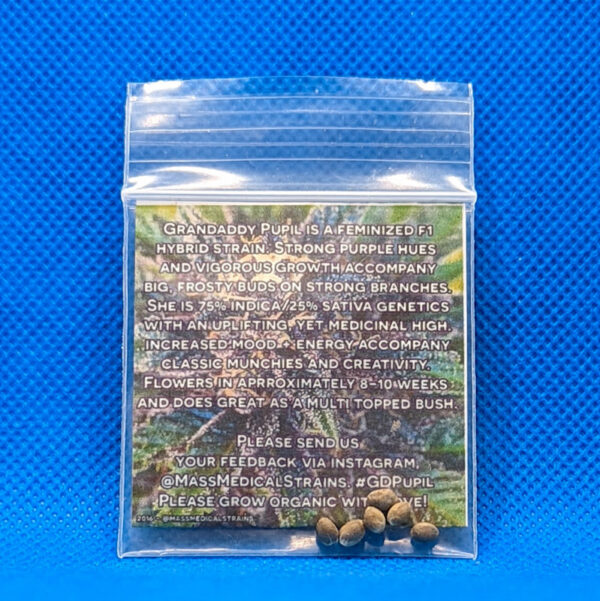 Grandaddy Pupil is a feminized f1
hybrid strain. Strong purple hues
and vigorous growth accompany
big, frosty buds on strong branches.
She is 75% indica/25% sativa genetics
with an uplifting, yet medicinal high.
increased mood + energy accompany
classic munchies and creativity.
Flowers in aprroximately 8-10 weeks
and does great as a multi topped bush.
Please send us
your feedback via instagram,
@MassMedicalStrains. #GDPupil
Please grow organic with love!
2016 - @massmedicalstrains